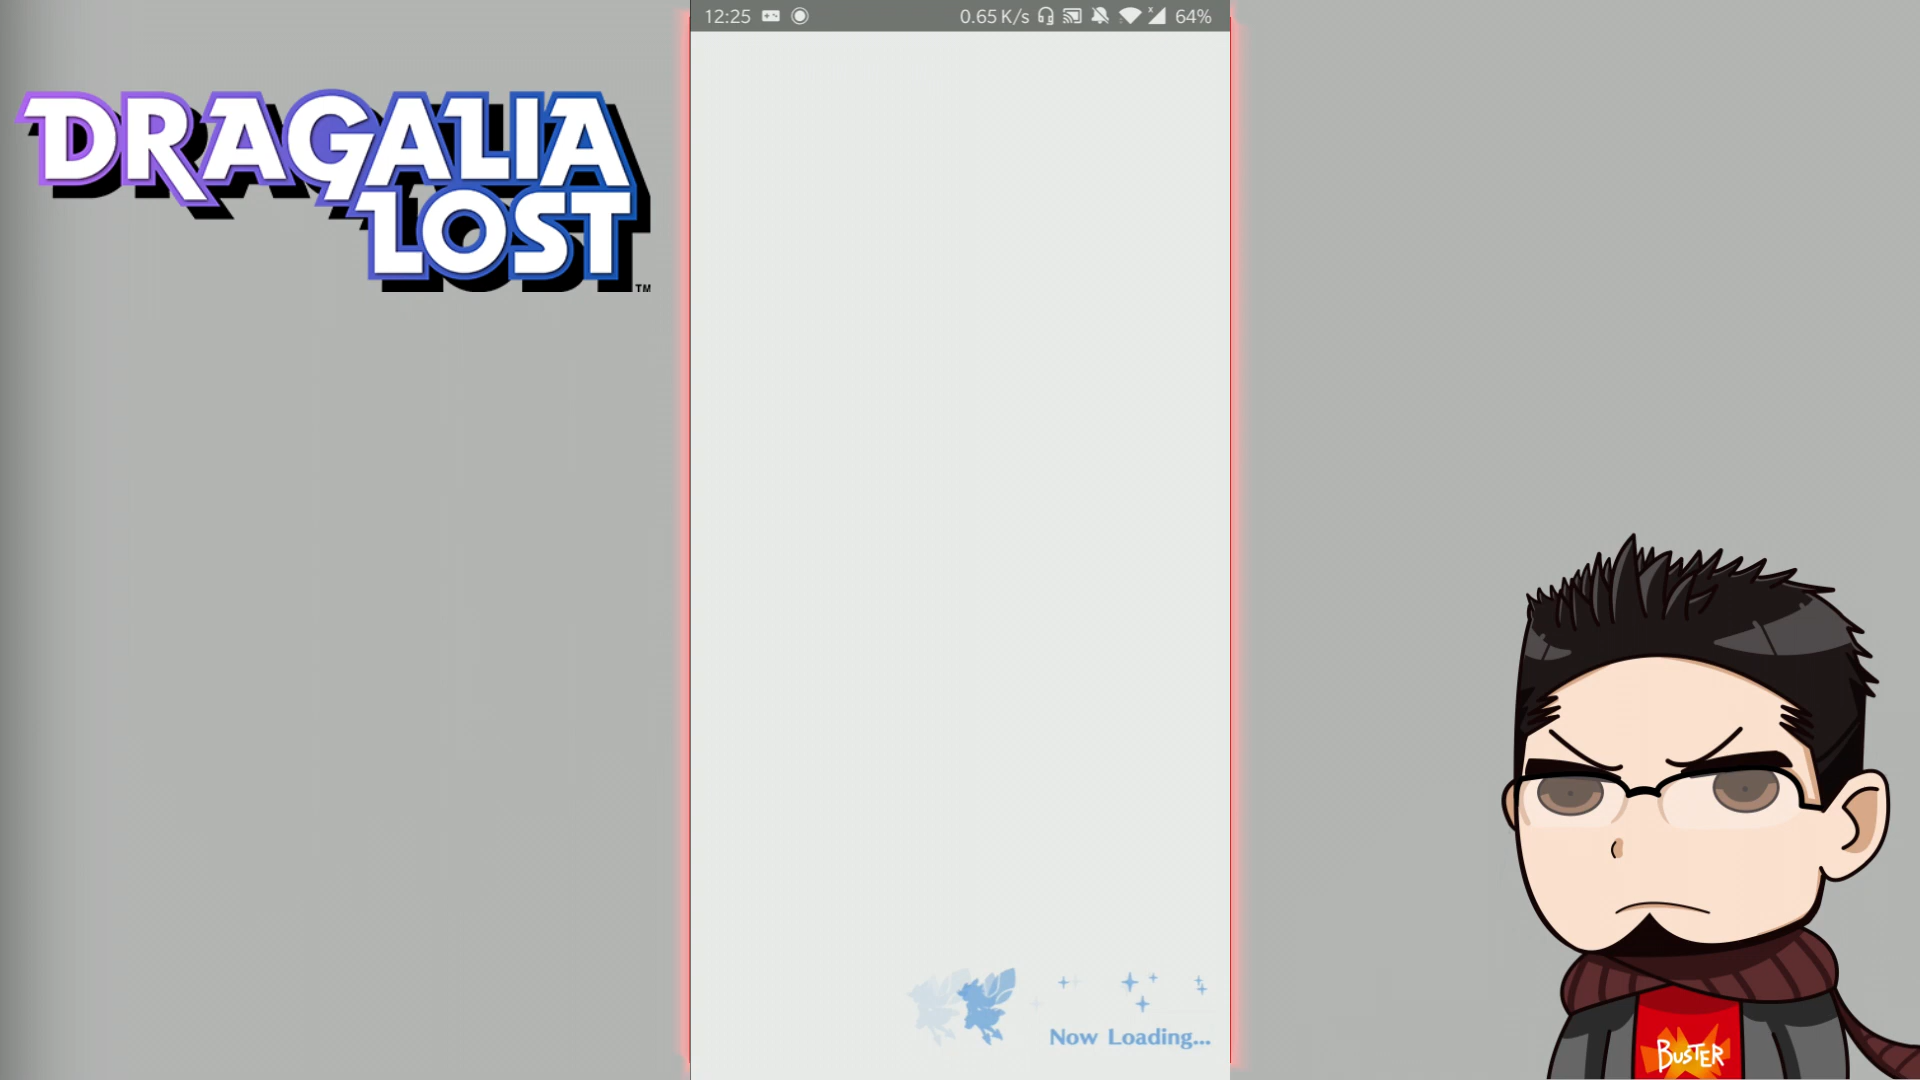 12:25
0.65 K/s
x
64%
DRAGALIA
LOST
TM
Now Loading...
BUSTER